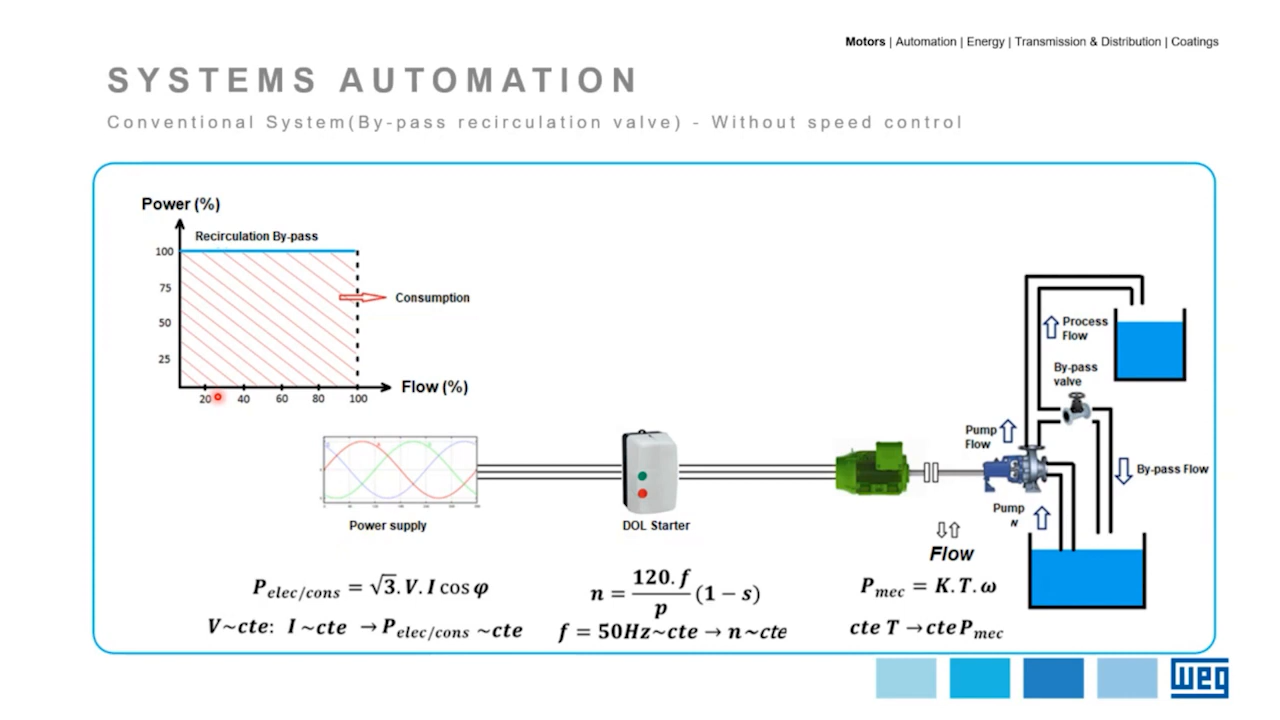 Motors | Automation | Energy | Transmission & Distribution | Coatings
SYSTEMS AUTOMATION
Conventional System(By-pass recirculation valve) - Without speed control
Power (%)
Recirculation By-pass
100
75
50
25
Consumption
Flow (%)
20 40 60 80 100
Process
Flow
By-pass
valve
Pump
Flow
By-pass Flow
Pump
N
Power supply
DOL Starter
Flow
P_elec/cons = √3.V.I cos φ
V~cte: I ~cte → P_elec/cons ~cte
n = 120.f/p (1 − s)
f = 50Hz~cte → n~cte
P_mec = K.T.ω
cte T → cte P_mec
weg